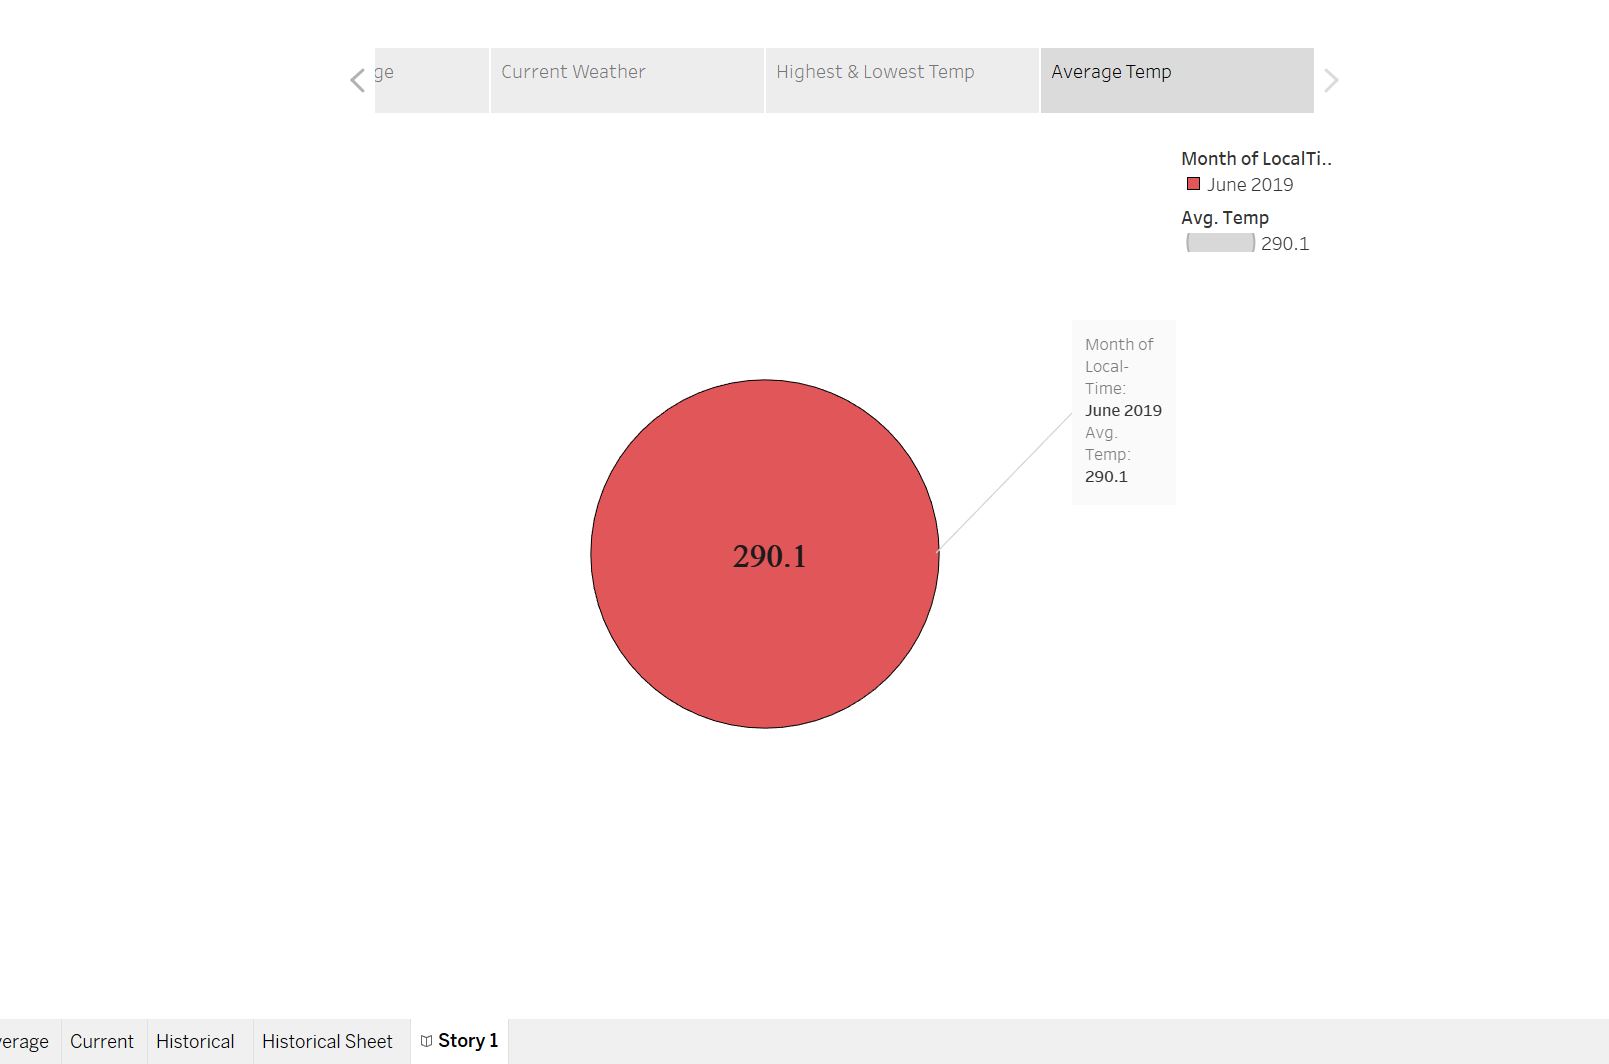 ge
Current Weather
Highest & Lowest Temp
Average Temp
Month of LocalTi..
June 2019
Avg. Temp
290.1
Month of
Local-
Time:
June 2019
Avg.
Temp:
290.1
290.1
verage
Current
Historical
Historical Sheet
Story 1